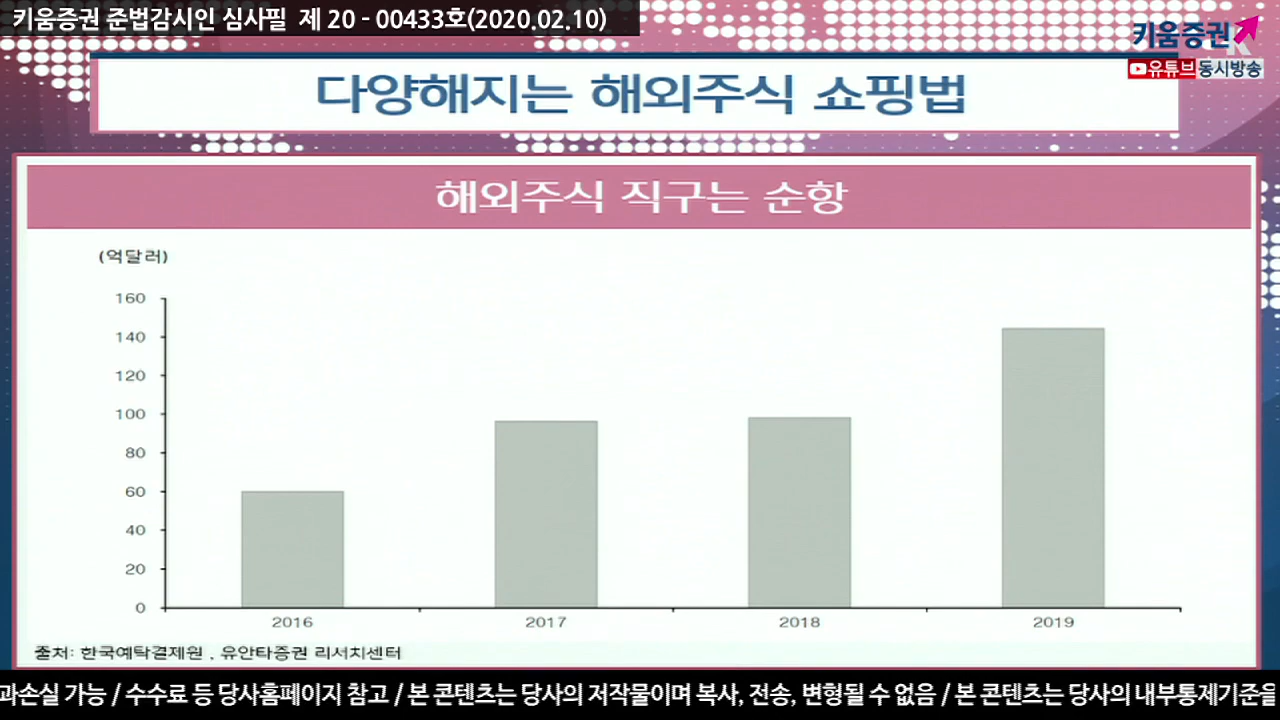 키움증권 준법감시인 심사필 제 20 - 00433호(2020.02.10)
키움증권
유튜브 동시방송
다양해지는 해외주식 쇼핑법
해외주식 직구는 순항
(억달러)
160
140
120
100
80
60
40
20
0
2016 2017 2018 2019
출처: 한국예탁결제원 , 유안타증권 리서치센터
과손실 가능 / 수수료 등 당사홈페이지 참고 / 본 콘텐츠는 당사의 저작물이며 복사, 전송, 변형될 수 없음 / 본 콘텐츠는 당사의 내부통제기준을